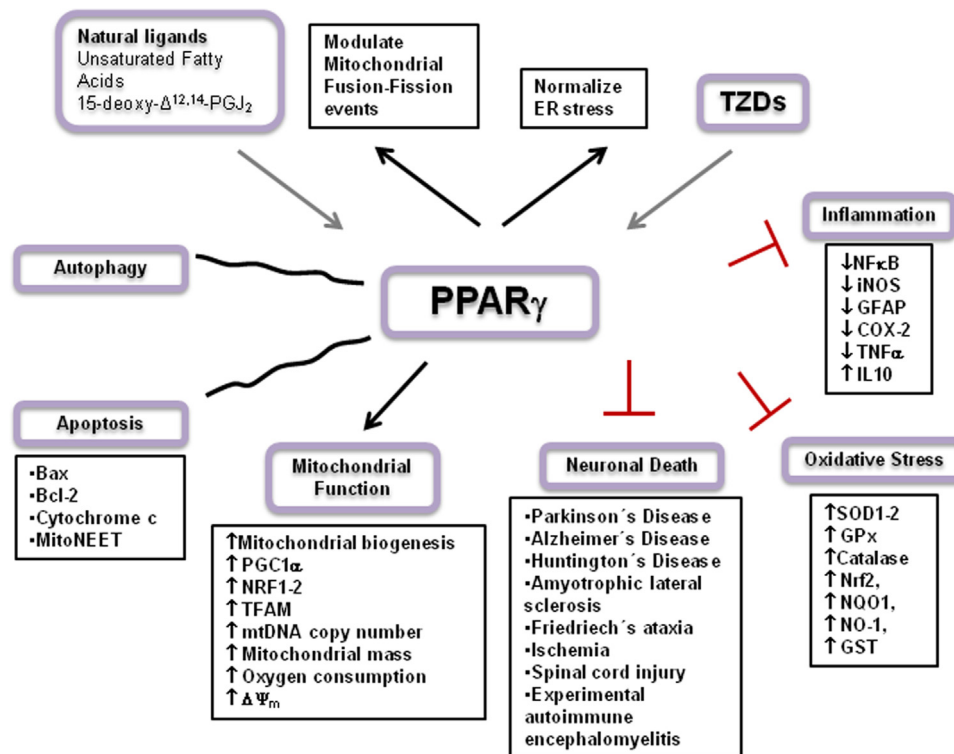 Natural ligands
Unsaturated Fatty
Acids
15-deoxy-Δ¹²,¹⁴-PGJ₂
Modulate
Mitochondrial
Fusion-Fission
events
Normalize
ER stress
TZDs
Inflammation
↓NFκB
↓iNOS
↓GFAP
↓COX-2
↓TNFα
↑IL10
Autophagy
PPARγ
Apoptosis
▪Bax
▪Bcl-2
▪Cytochrome c
▪MitoNEET
Mitochondrial
Function
↑Mitochondrial biogenesis
↑PGC1α
↑NRF1-2
↑TFAM
↑mtDNA copy number
↑Mitochondrial mass
↑Oxygen consumption
↑ΔΨm
Neuronal Death
▪Parkinson´s Disease
▪Alzheimer´s Disease
▪Huntington´s Disease
▪Amyotrophic lateral
sclerosis
▪Friedriech´s ataxia
▪Ischemia
▪Spinal cord injury
▪Experimental
autoimmune
encephalomyelitis
Oxidative Stress
↑SOD1-2
↑GPx
↑Catalase
↑Nrf2,
↑NQO1,
↑NO-1,
↑GST